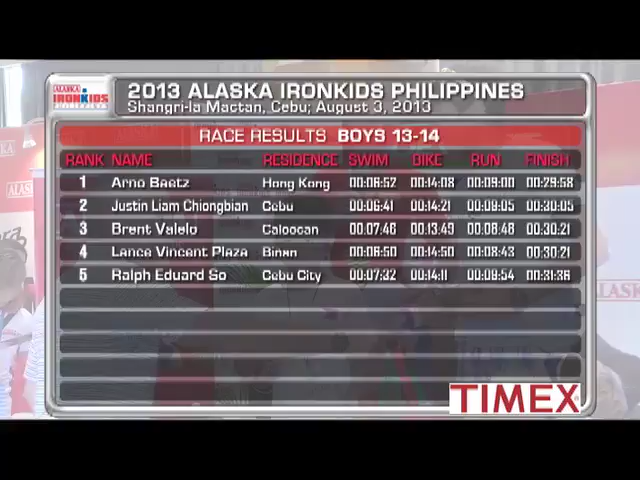 ALASKA
IRONKIDS
PHILIPPINES
2013 ALASKA IRONKIDS PHILIPPINES
Shangri-la Mactan, Cebu; August 3, 2013
RACE RESULTS BOYS 13-14
RANK NAME RESIDENCE SWIM BIKE RUN FINISH
1 Arno Baetz Hong Kong 00:06:52 00:14:08 00:09:00 00:29:58
2 Justin Liam Chiongbian Cebu 00:06:41 00:14:21 00:09:05 00:30:05
3 Brent Valelo Caloocan 00:07:46 00:13:49 00:08:48 00:30:21
4 Lance Vincent Plaza Binan 00:06:50 00:14:50 00:08:43 00:30:21
5 Ralph Eduard So Cebu City 00:07:32 00:14:11 00:09:54 00:31:36
TIMEX